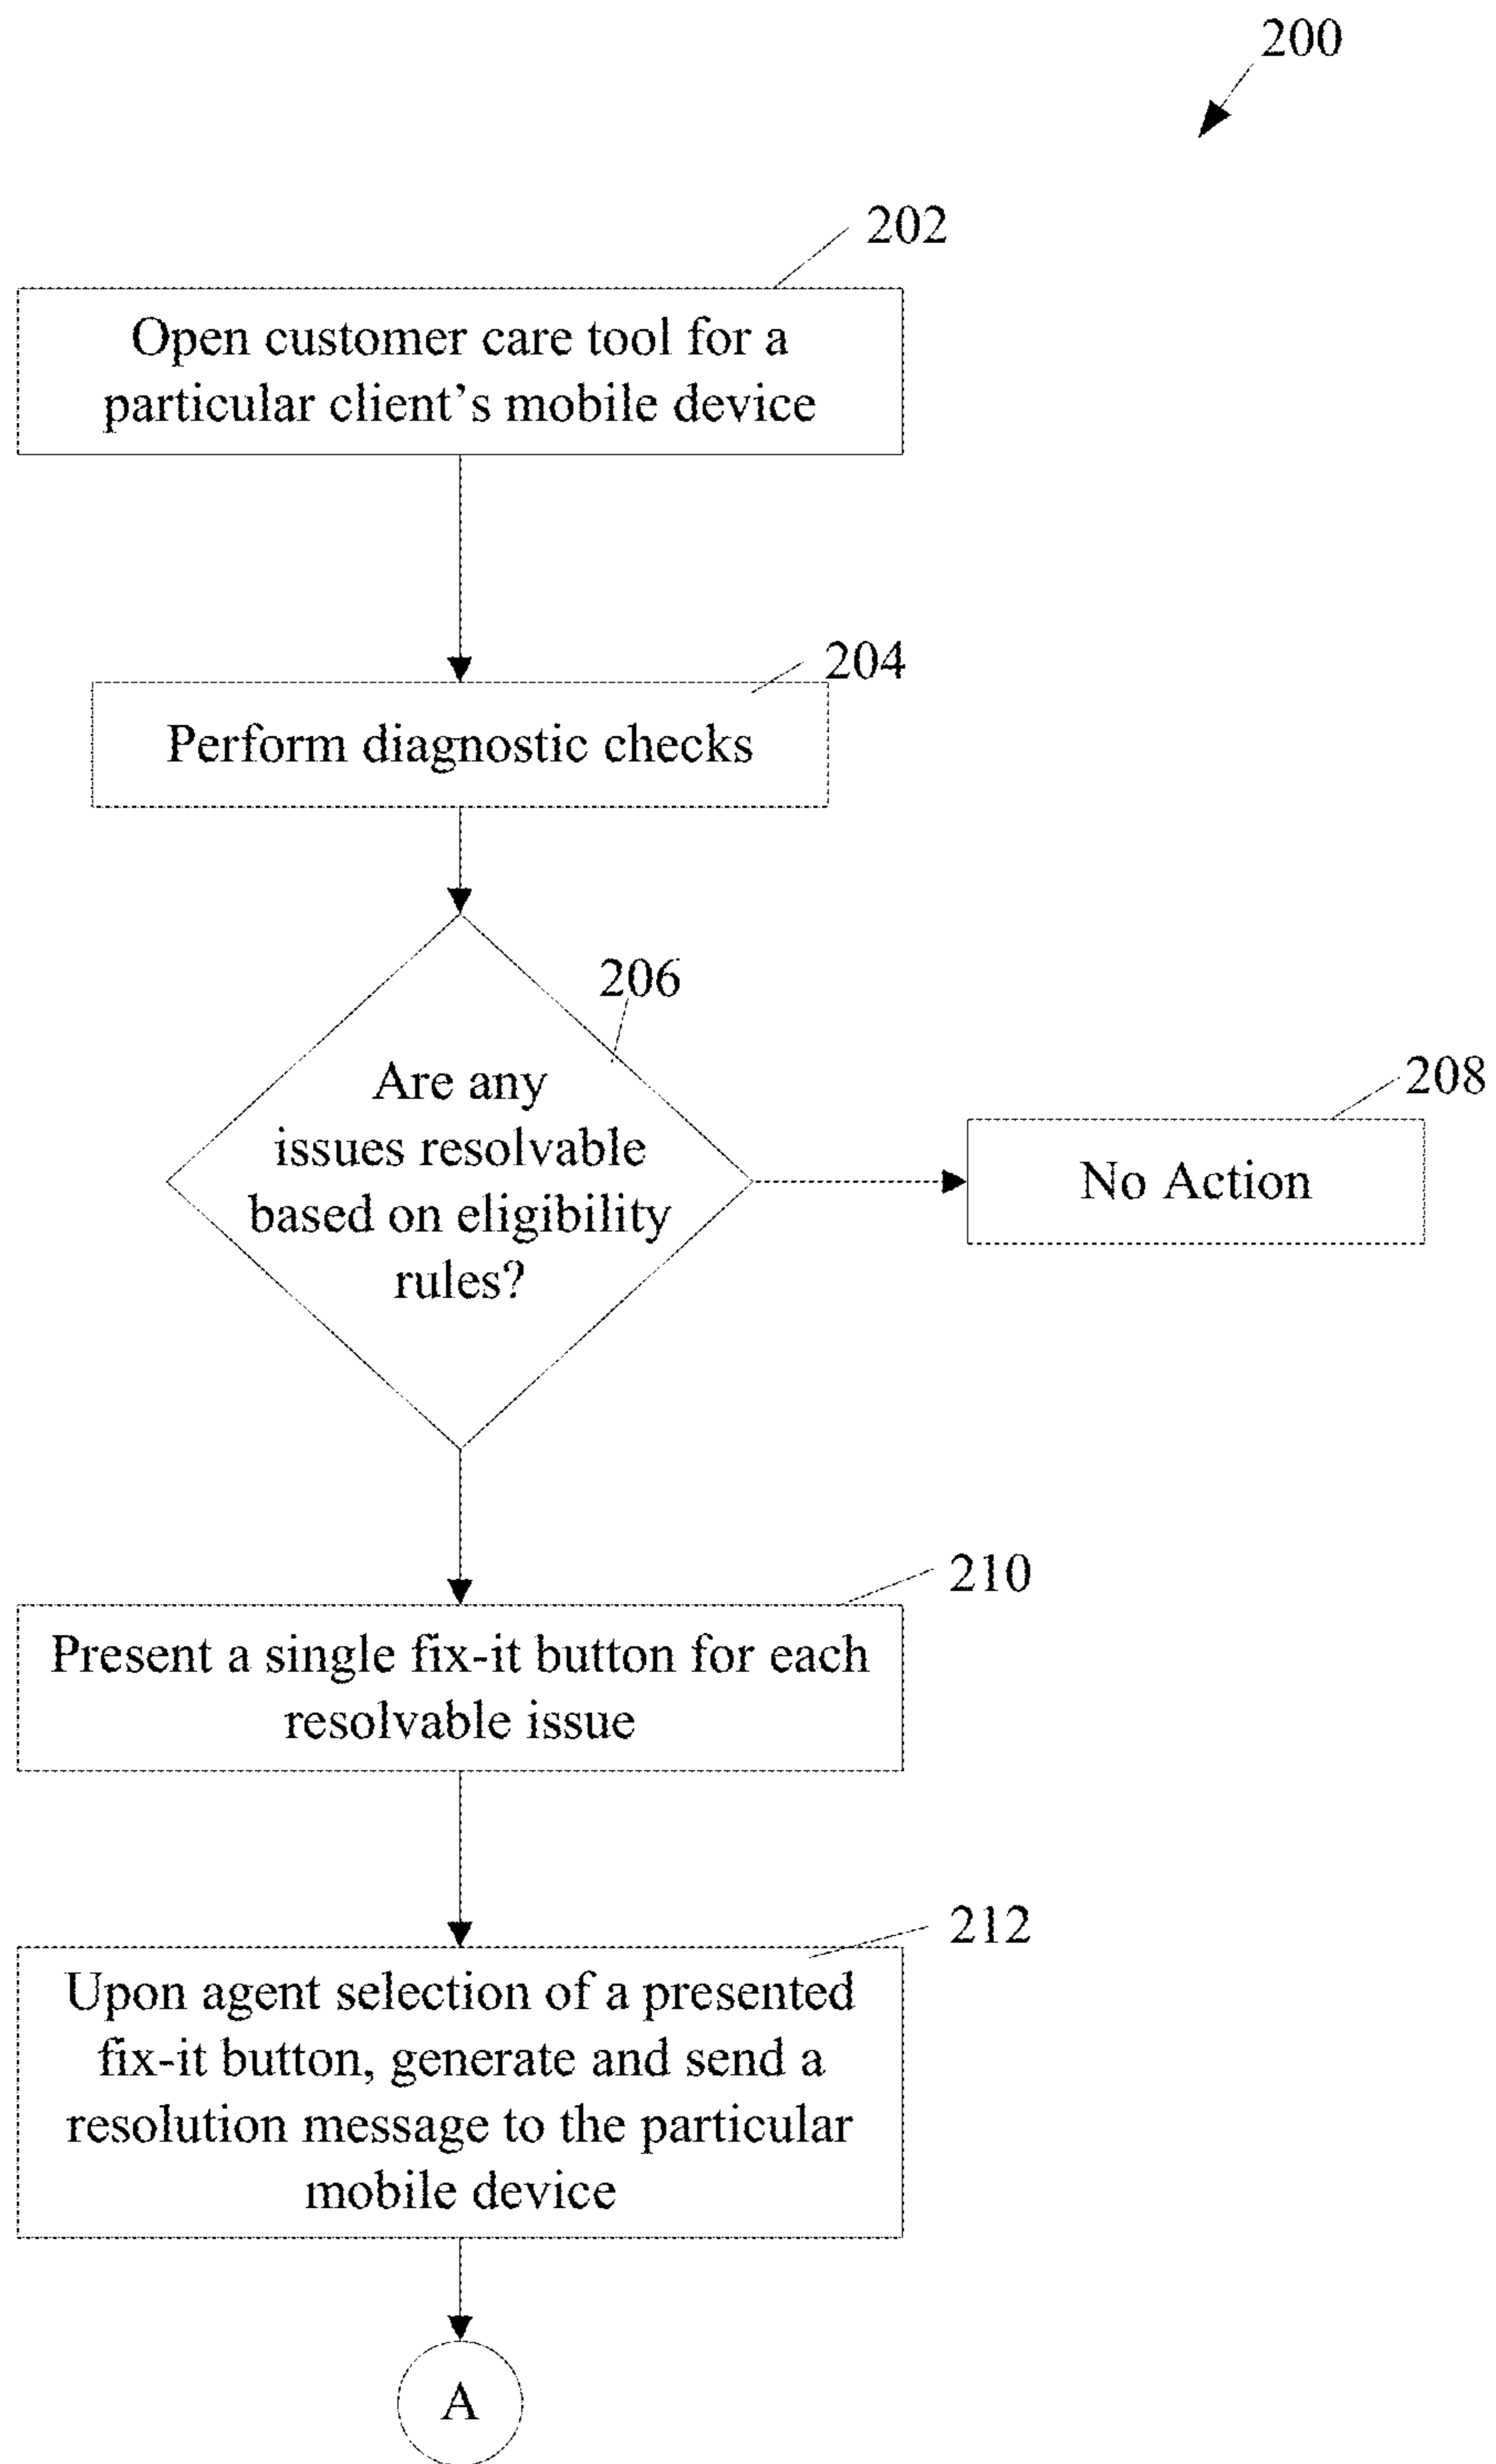 200
202
Open customer care tool for a
particular client's mobile device
204
Perform diagnostic checks
206
Are any
issues resolvable
based on eligibility
rules?
208
No Action
210
Present a single fix-it button for each
resolvable issue
212
Upon agent selection of a presented
fix-it button, generate and send a
resolution message to the particular
mobile device
A